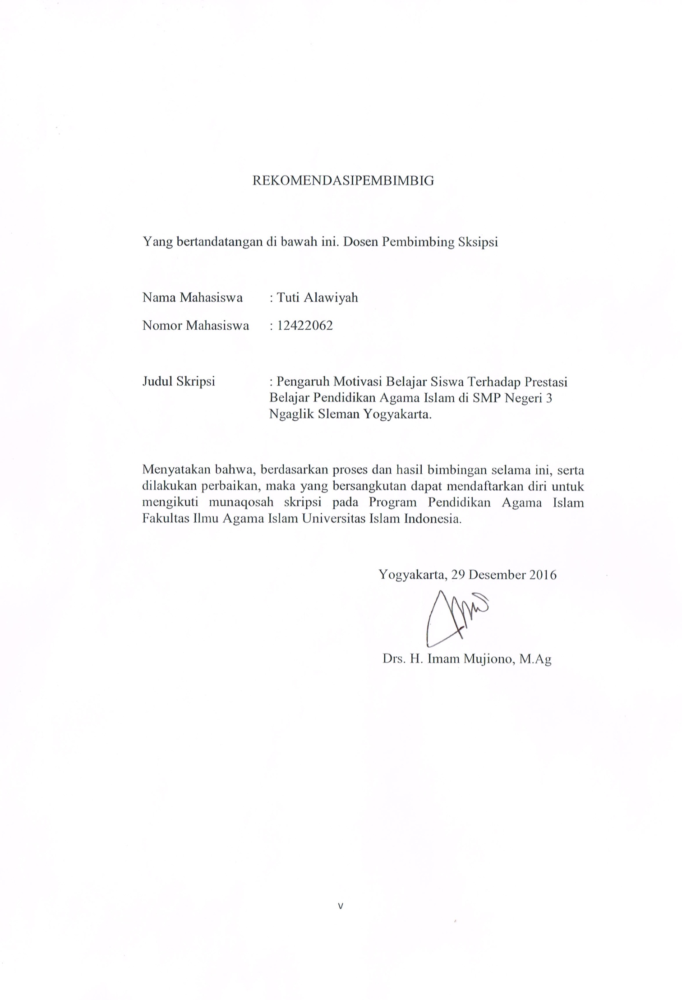 REKOMENDASIPEMBIMBIG
Yang bertandatangan di bawah ini. Dosen Pembimbing Sksipsi
Nama Mahasiswa : Tuti Alawiyah
Nomor Mahasiswa : 12422062
Judul Skripsi : Pengaruh Motivasi Belajar Siswa Terhadap Prestasi
Belajar Pendidikan Agama Islam di SMP Negeri 3
Ngaglik Sleman Yogyakarta.
Menyatakan bahwa, berdasarkan proses dan hasil bimbingan selama ini, serta
dilakukan perbaikan, maka yang bersangkutan dapat mendaftarkan diri untuk
mengikuti munaqosah skripsi pada Program Pendidikan Agama Islam
Fakultas Ilmu Agama Islam Universitas Islam Indonesia.
Yogyakarta, 29 Desember 2016
Drs. H. Imam Mujiono, M.Ag
v